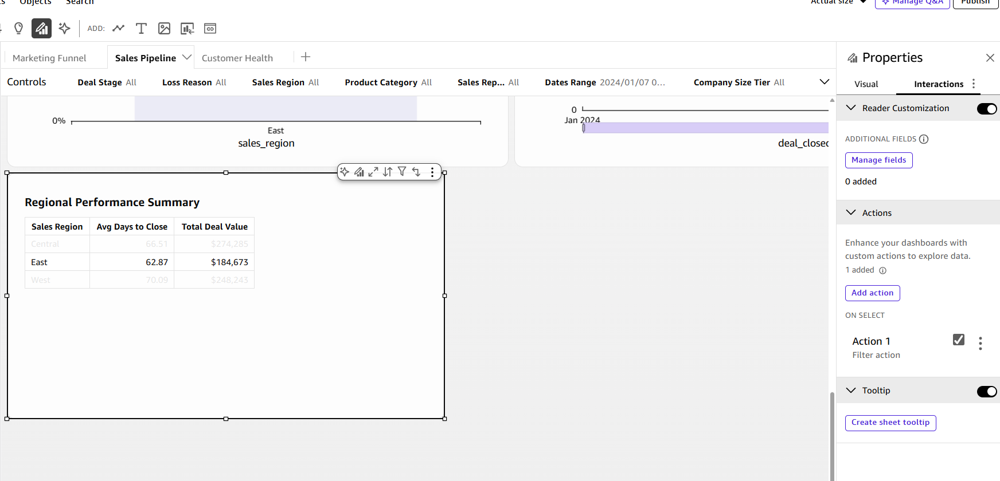 Objects Search
Actual size Manage Q&A Publish
ADD:
Marketing Funnel Sales Pipeline Customer Health
Controls Deal Stage All Loss Reason All Sales Region All Product Category All Sales Rep... All Dates Range 2024/01/07 0... Company Size Tier All
0%
East
sales_region
0
Jan 2024
deal_closed
Regional Performance Summary
Sales Region Avg Days to Close Total Deal Value
Central 66.51 $274,285
East 62.87 $184,673
West 70.09 $248,243
Properties
Visual Interactions
Reader Customization
ADDITIONAL FIELDS
Manage fields
0 added
Actions
Enhance your dashboards with
custom actions to explore data.
1 added
Add action
ON SELECT
Action 1
Filter action
Tooltip
Create sheet tooltip